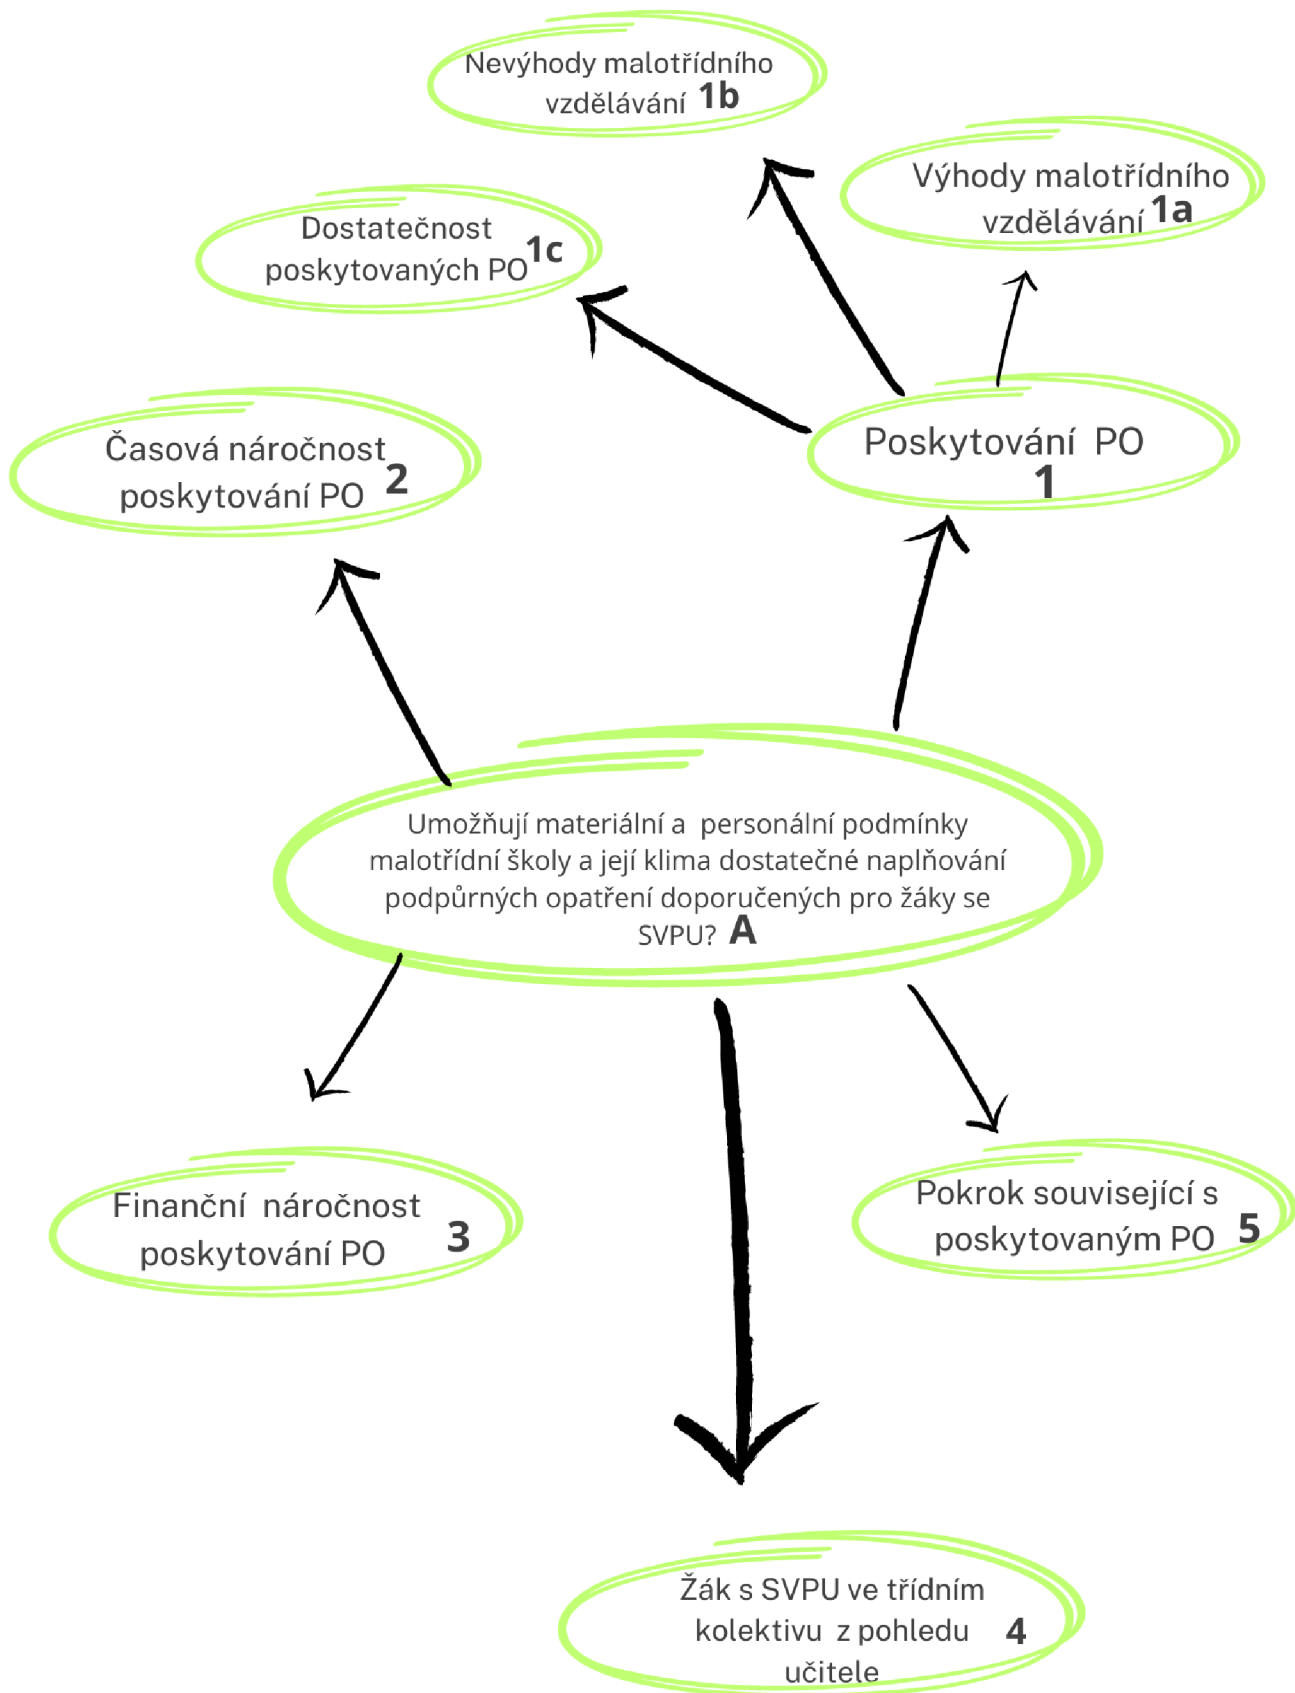 Nevýhody malotřídního
vzdělávání 1b
Výhody malotřídního
vzdělávání 1a
Dostatečnost
poskytovaných PO 1c
Časová náročnost
poskytování PO 2
Poskytování PO
1
Umožňují materiální a personální podmínky
malotřídní školy a její klima dostatečné naplňování
podpůrných opatření doporučených pro žáky se
SVPU? A
Finanční náročnost
poskytování PO 3
Pokrok související s
poskytovaným PO 5
Žák s SVPU ve třídním
kolektivu z pohledu 4
učitele